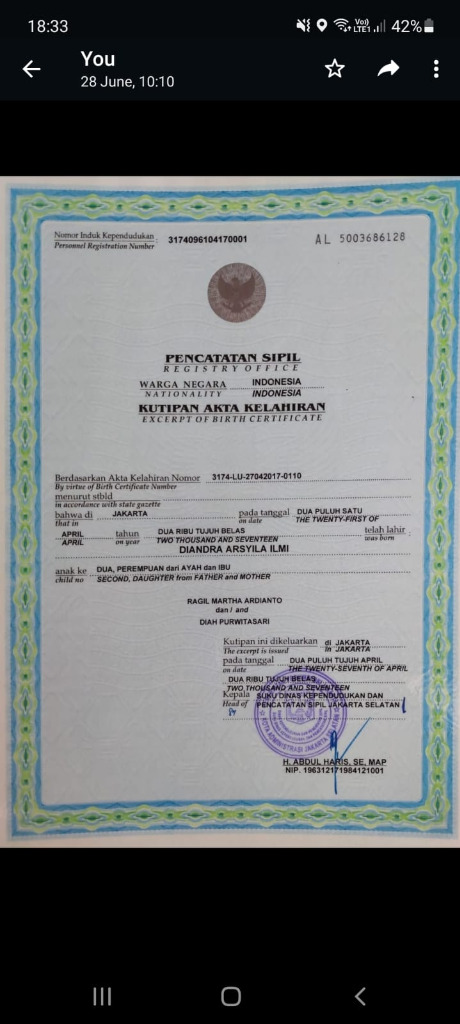 18:33
Vo)) LTE1 42%
You
28 June, 10:10
Nomor Induk Kependudukan : 3174096104170001
Personnel Registration Number
AL 5003686128
PENCATATAN SIPIL
REGISTRY OFFICE
WARGA NEGARA INDONESIA
NATIONALITY INDONESIA
KUTIPAN AKTA KELAHIRAN
EXCERPT OF BIRTH CERTIFICATE
Berdasarkan Akta Kelahiran Nomor 3174-LU-27042017-0110
By virtue of Birth Certificate Number
menurut stbld
in accordance with state gazette
bahwa di JAKARTA pada tanggal DUA PULUH SATU
that in on date THE TWENTY-FIRST OF
APRIL tahun DUA RIBU TUJUH BELAS telah lahir
APRIL on year TWO THOUSAND AND SEVENTEEN was born
DIANDRA ARSYILA ILMI
anak ke DUA, PEREMPUAN dari AYAH dan IBU
child no SECOND, DAUGHTER from FATHER and MOTHER
RAGIL MARTHA ARDIANTO
dan / and
DIAH PURWITASARI
Kutipan ini dikeluarkan di JAKARTA
The excerpt is issued in JAKARTA
pada tanggal DUA PULUH TUJUH APRIL
on date THE TWENTY-SEVENTH OF APRIL
DUA RIBU TUJUH BELAS
TWO THOUSAND AND SEVENTEEN
Kepala SUKU DINAS KEPENDUDUKAN DAN
Head of PENCATATAN SIPIL JAKARTA SELATAN
KOTA ADMINISTRASI JAKARTA SELATAN
H. ABDUL HARIS, SE, MAP
NIP. 196312171984121001